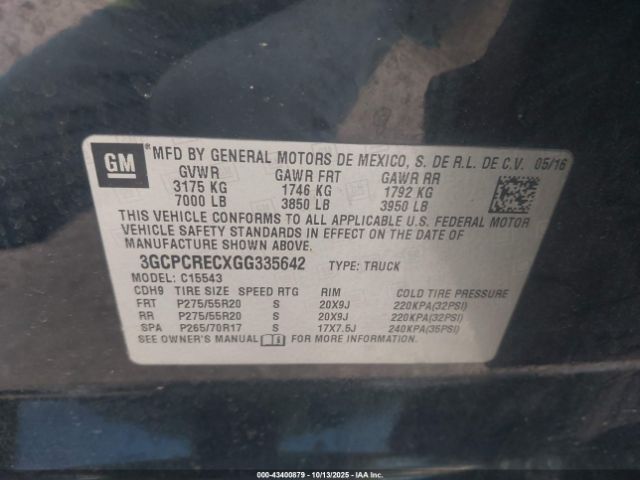 GM
*MFD BY GENERAL MOTORS DE MEXICO, S. DE R.L. DE C.V. 05/16
GVWR GAWR FRT GAWR RR
3175 KG 1746 KG 1792 KG
7000 LB 3850 LB 3950 LB
THIS VEHICLE CONFORMS TO ALL APPLICABLE U.S. FEDERAL MOTOR
VEHICLE SAFETY STANDARDS IN EFFECT ON THE DATE OF
MANUFACTURE SHOWN ABOVE.
3GCPCRECXGG335642 TYPE: TRUCK
MODEL: C15543
CDH9 TIRE SIZE SPEED RTG RIM COLD TIRE PRESSURE
FRT P275/55R20 S 20X9J 220KPA(32PSI)
RR P275/55R20 S 20X9J 220KPA(32PSI)
SPA P265/70R17 S 17X7.5J 240KPA(35PSI)
SEE OWNER'S MANUAL FOR MORE INFORMATION.
000-43400879 - 10/13/2025 - IAA Inc.